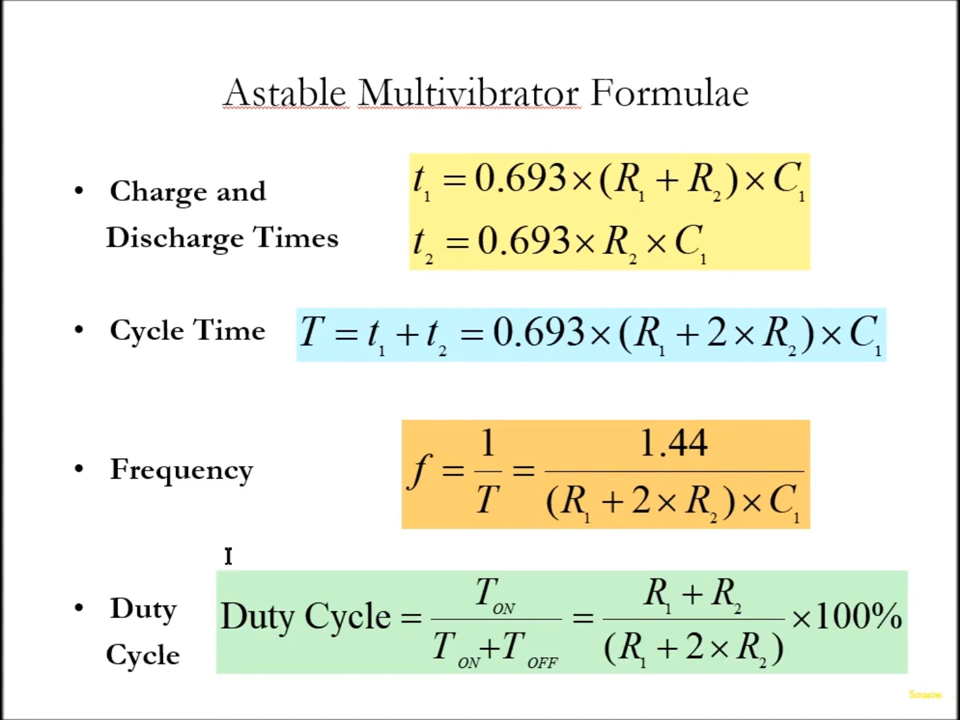 Astable Multivibrator Formulae
• Charge and
Discharge Times
t₁ = 0.693 × (R₁ + R₂) × C₁
t₂ = 0.693 × R₂ × C₁
• Cycle Time
T = t₁ + t₂ = 0.693 × (R₁ + 2 × R₂) × C₁
• Frequency
f = 1/T = 1.44/((R₁ + 2 × R₂) × C₁)
• Duty
Cycle
Duty Cycle = T_ON/(T_ON + T_OFF) = (R₁ + R₂)/(R₁ + 2 × R₂) × 100%
Source